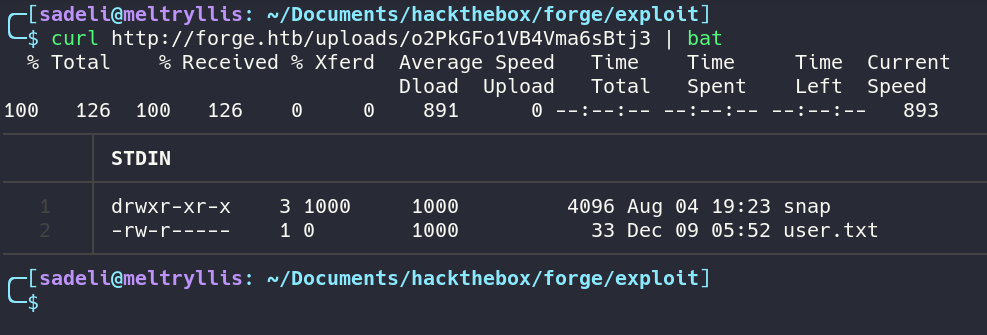 [sadeli@meltryllis: ~/Documents/hackthebox/forge/exploit]
$ curl http://forge.htb/uploads/o2PkGFo1VB4Vma6sBtj3 | bat
  % Total    % Received % Xferd  Average Speed   Time    Time     Time  Current
                                 Dload  Upload   Total   Spent    Left  Speed
100   126  100   126    0     0    891      0 --:--:-- --:--:-- --:--:--   893
STDIN
1 drwxr-xr-x    3 1000     1000         4096 Aug 04 19:23 snap
2 -rw-r-----    1 0        1000           33 Dec 09 05:52 user.txt
[sadeli@meltryllis: ~/Documents/hackthebox/forge/exploit]
$